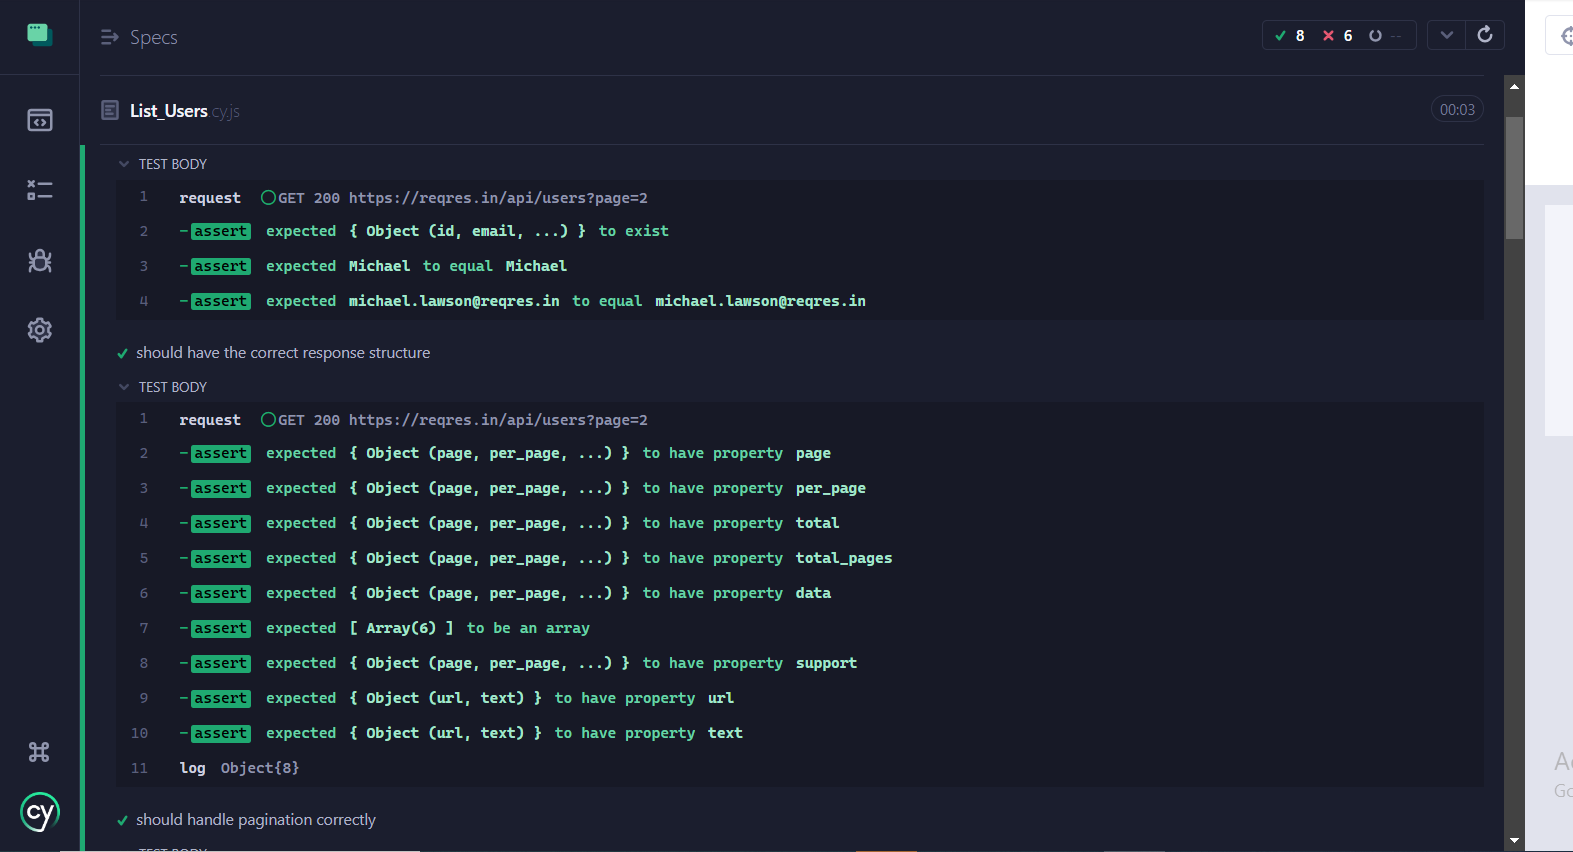 Specs
8 6 --
List_Users.cy.js
00:03
TEST BODY
1 request GET 200 https://reqres.in/api/users?page=2
2 -assert expected { Object (id, email, ...) } to exist
3 -assert expected Michael to equal Michael
4 -assert expected michael.lawson@reqres.in to equal michael.lawson@reqres.in
should have the correct response structure
TEST BODY
1 request GET 200 https://reqres.in/api/users?page=2
2 -assert expected { Object (page, per_page, ...) } to have property page
3 -assert expected { Object (page, per_page, ...) } to have property per_page
4 -assert expected { Object (page, per_page, ...) } to have property total
5 -assert expected { Object (page, per_page, ...) } to have property total_pages
6 -assert expected { Object (page, per_page, ...) } to have property data
7 -assert expected [ Array(6) ] to be an array
8 -assert expected { Object (page, per_page, ...) } to have property support
9 -assert expected { Object (url, text) } to have property url
10 -assert expected { Object (url, text) } to have property text
11 log Object{8}
should handle pagination correctly
TEST BODY
cy